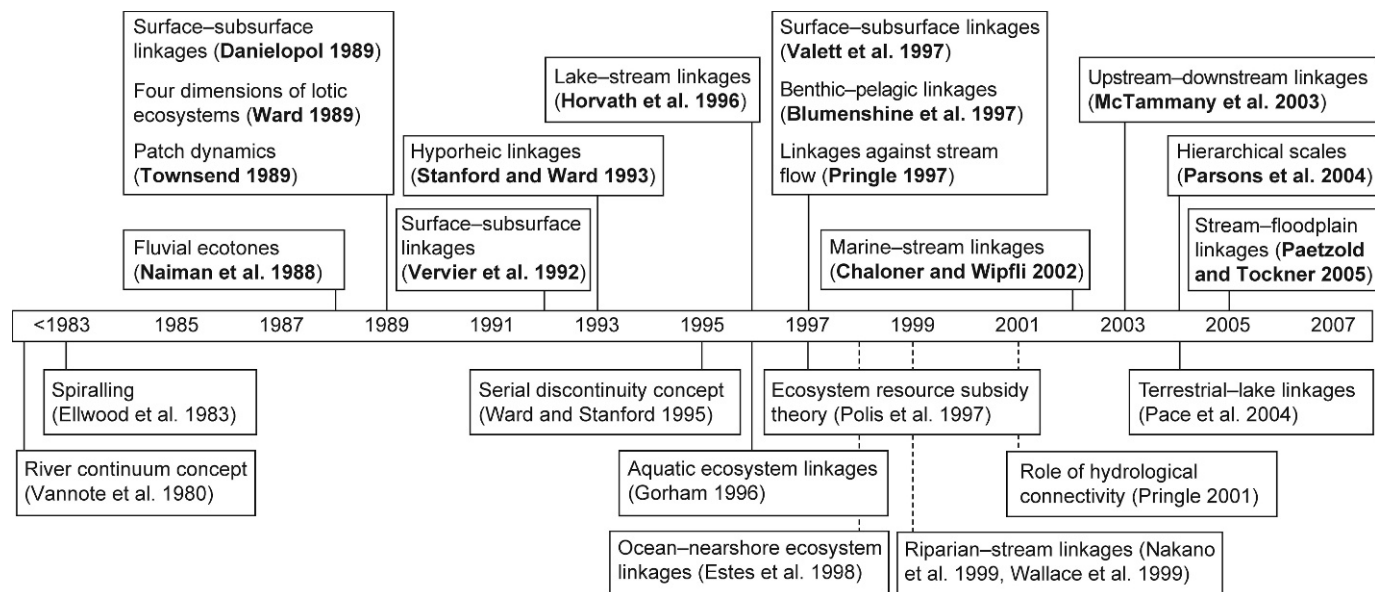 Surface–subsurface
linkages (Danielopol 1989)
Four dimensions of lotic
ecosystems (Ward 1989)
Patch dynamics
(Townsend 1989)
Fluvial ecotones
(Naiman et al. 1988)
Hyporheic linkages
(Stanford and Ward 1993)
Surface–subsurface
linkages
(Vervier et al. 1992)
Lake–stream linkages
(Horvath et al. 1996)
Surface–subsurface linkages
(Valett et al. 1997)
Benthic–pelagic linkages
(Blumenshine et al. 1997)
Linkages against stream
flow (Pringle 1997)
Marine–stream linkages
(Chaloner and Wipfli 2002)
Upstream–downstream linkages
(McTammany et al. 2003)
Hierarchical scales
(Parsons et al. 2004)
Stream–floodplain
linkages (Paetzold
and Tockner 2005)
<1983 1985 1987 1989 1991 1993 1995 1997 1999 2001 2003 2005 2007
Spiralling
(Ellwood et al. 1983)
River continuum concept
(Vannote et al. 1980)
Serial discontinuity concept
(Ward and Stanford 1995)
Ecosystem resource subsidy
theory (Polis et al. 1997)
Aquatic ecosystem linkages
(Gorham 1996)
Ocean–nearshore ecosystem
linkages (Estes et al. 1998)
Riparian–stream linkages (Nakano
et al. 1999, Wallace et al. 1999)
Role of hydrological
connectivity (Pringle 2001)
Terrestrial–lake linkages
(Pace et al. 2004)